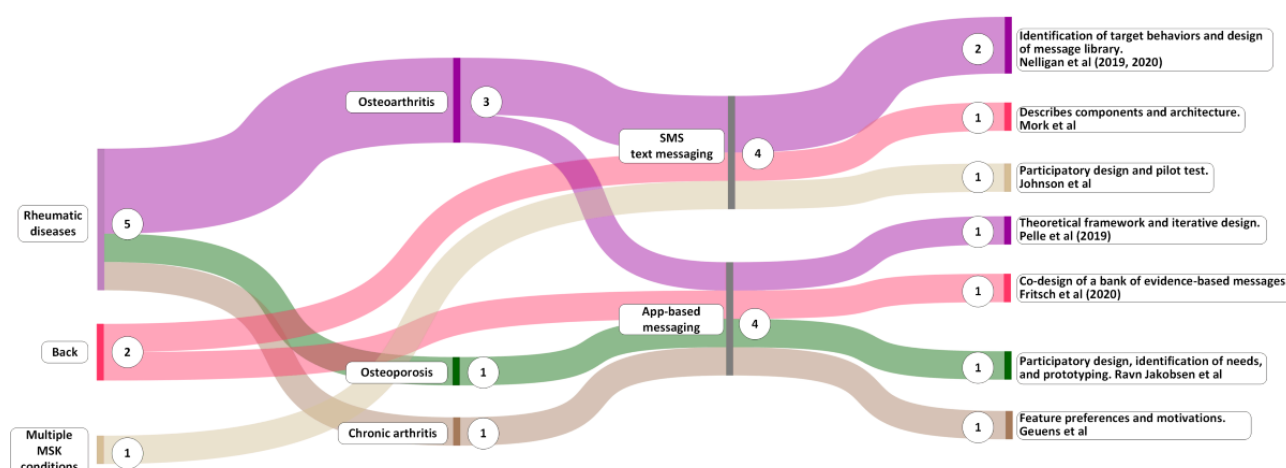 Rheumatic
diseases
5
Back
2
Multiple
MSK
conditions
1
Osteoarthritis
3
Osteoporosis
1
Chronic arthritis
1
SMS
text messaging
4
App-based
messaging
4
2
Identification of target behaviors and design
of message library.
Nelligan et al (2019, 2020)
1
Describes components and architecture.
Mork et al
1
Participatory design and pilot test.
Johnson et al
1
Theoretical framework and iterative design.
Pelle et al (2019)
1
Co-design of a bank of evidence-based messages
Fritsch et al (2020)
1
Participatory design, identification of needs,
and prototyping. Ravn Jakobsen et al
1
Feature preferences and motivations.
Geuens et al